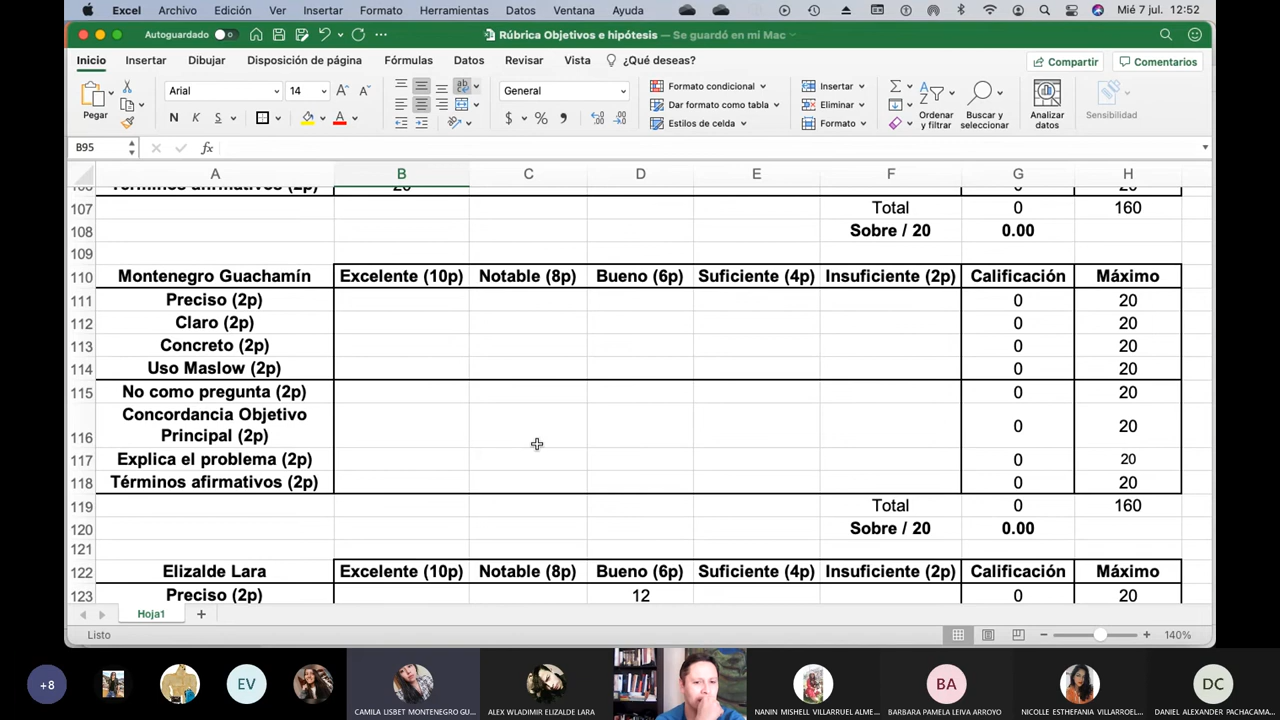 Excel Archivo Edición Ver Insertar Formato Herramientas Datos Ventana Ayuda Mié 7 jul. 12:52
Autoguardado Rúbrica Objetivos e hipótesis — Se guardó en mi Mac
Inicio Insertar Dibujar Disposición de página Fórmulas Datos Revisar Vista ¿Qué deseas? Compartir Comentarios
Pegar Arial 14 General Formato condicional Insertar
N K S $ % Dar formato como tabla Eliminar Ordenar y filtrar Buscar y seleccionar Analizar datos Sensibilidad
Estilos de celda Formato
B95 fx
A B C D E F G H
106 Términos afirmativos (2p) 20 0 20
107 Total 0 160
108 Sobre / 20 0.00
109
110 Montenegro Guachamín Excelente (10p) Notable (8p) Bueno (6p) Suficiente (4p) Insuficiente (2p) Calificación Máximo
111 Preciso (2p) 0 20
112 Claro (2p) 0 20
113 Concreto (2p) 0 20
114 Uso Maslow (2p) 0 20
115 No como pregunta (2p) 0 20
116 Concordancia Objetivo Principal (2p) 0 20
117 Explica el problema (2p) 0 20
118 Términos afirmativos (2p) 0 20
119 Total 0 160
120 Sobre / 20 0.00
121
122 Elizalde Lara Excelente (10p) Notable (8p) Bueno (6p) Suficiente (4p) Insuficiente (2p) Calificación Máximo
123 Preciso (2p) 12 0 20
Hoja1
Listo 140%
+8 EV BA DC
CAMILA LISBET MONTENEGRO GU... ALEX WLADIMIR ELIZALDE LARA NANIN MISHELL VILLARRUEL ALME... BARBARA PAMELA LEIVA ARROYO NICOLLE ESTHEFANIA VILLARROEL... DANIEL ALEXANDER PACHACAMA...